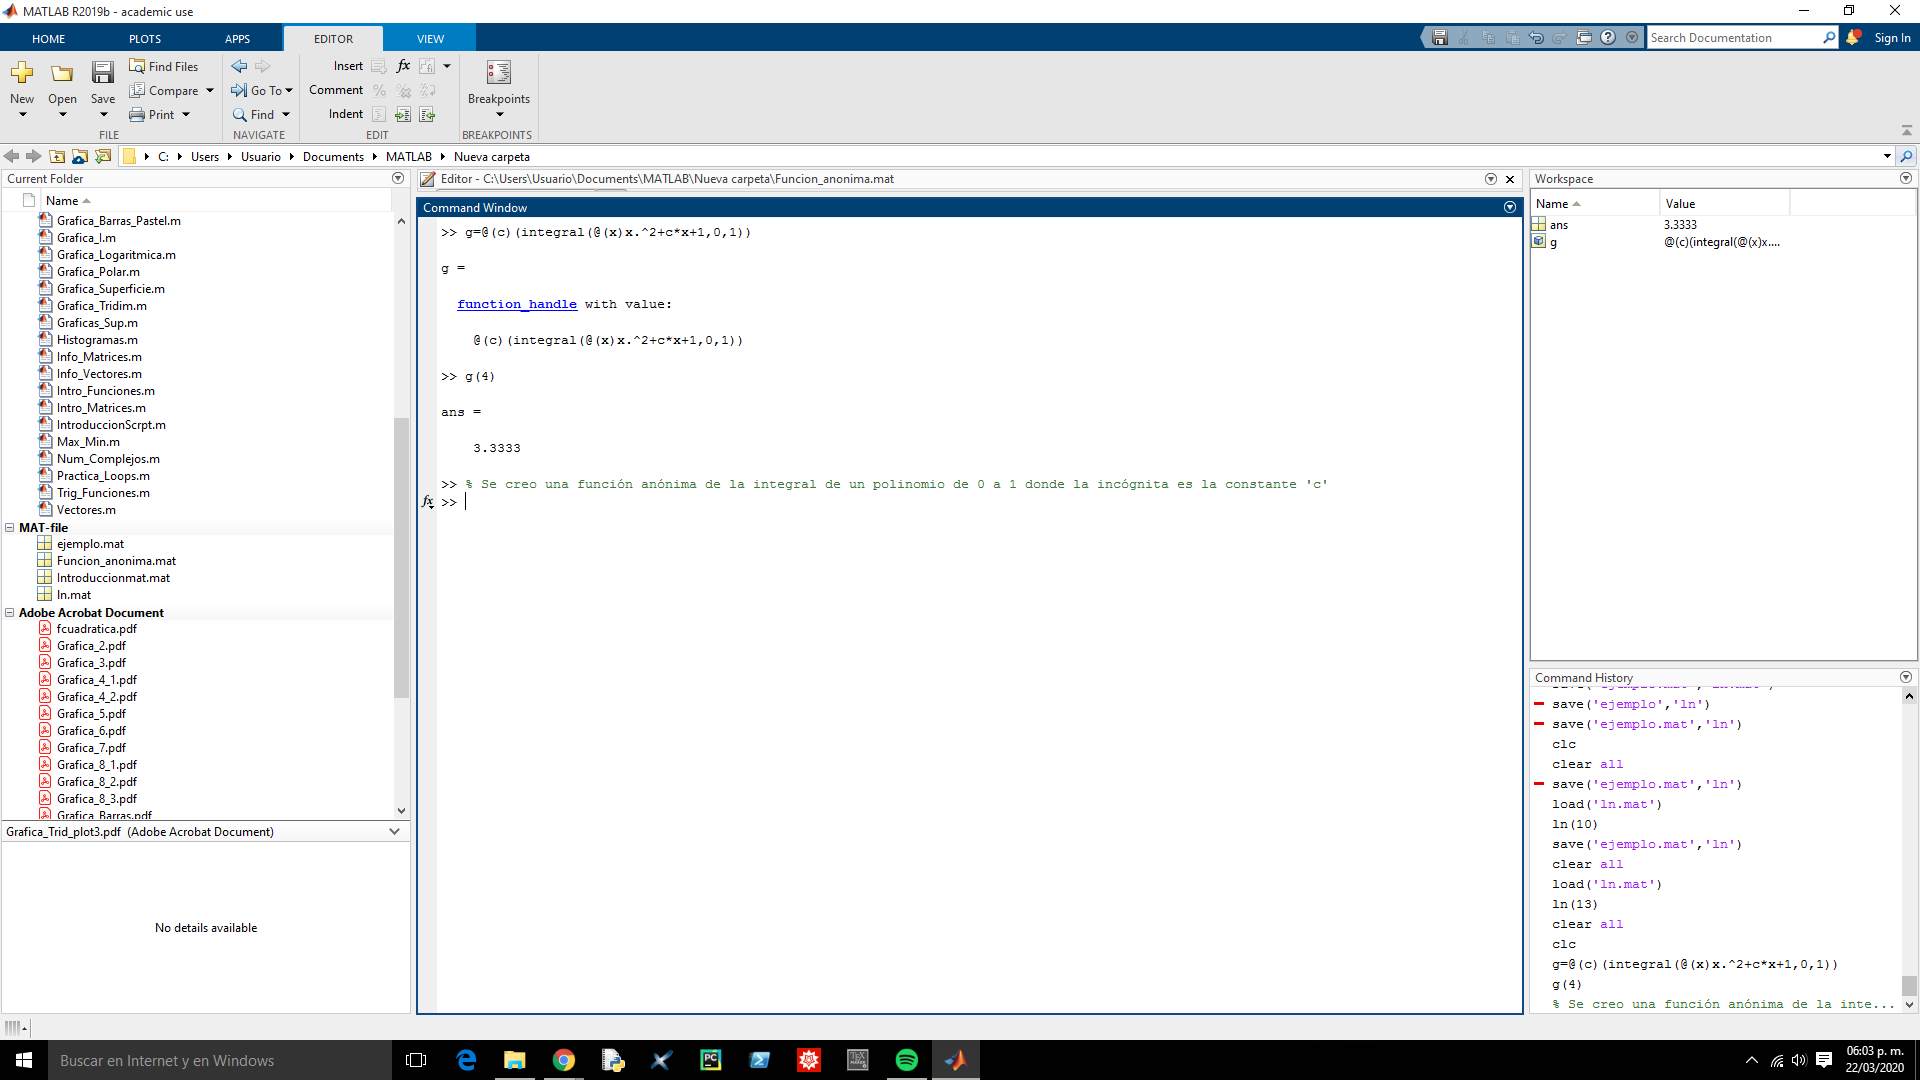 MATLAB R2019b - academic use
HOME PLOTS APPS EDITOR VIEW
Search Documentation
Sign In
New
Open
Save
Find Files
Compare
Print
FILE
Go To
Find
NAVIGATE
Insert
Comment
Indent
EDIT
Breakpoints
BREAKPOINTS
C: Users Usuario Documents MATLAB Nueva carpeta
Current Folder
Name
Grafica_Barras_Pastel.m
Grafica_I.m
Grafica_Logaritmica.m
Grafica_Polar.m
Grafica_Superficie.m
Grafica_Tridim.m
Graficas_Sup.m
Histogramas.m
Info_Matrices.m
Info_Vectores.m
Intro_Funciones.m
Intro_Matrices.m
IntroduccionScrpt.m
Max_Min.m
Num_Complejos.m
Practica_Loops.m
Trig_Funciones.m
Vectores.m
MAT-file
ejemplo.mat
Funcion_anonima.mat
Introduccionmat.mat
ln.mat
Adobe Acrobat Document
fcuadratica.pdf
Grafica_2.pdf
Grafica_3.pdf
Grafica_4_1.pdf
Grafica_4_2.pdf
Grafica_5.pdf
Grafica_6.pdf
Grafica_7.pdf
Grafica_8_1.pdf
Grafica_8_2.pdf
Grafica_8_3.pdf
Grafica_Barras.pdf
Grafica_Trid_plot3.pdf (Adobe Acrobat Document)
No details available
Editor - C:\Users\Usuario\Documents\MATLAB\Nueva carpeta\Funcion_anonima.mat
Command Window
>> g=@(c)(integral(@(x)x.^2+c*x+1,0,1))
g =
function_handle with value:
@(c)(integral(@(x)x.^2+c*x+1,0,1))
>> g(4)
ans =
3.3333
>> % Se creo una función anónima de la integral de un polinomio de 0 a 1 donde la incógnita es la constante 'c'
fx >>
Workspace
Name Value
ans 3.3333
g @(c)(integral(@(x)x....
Command History
save('ejemplo','ln')
save('ejemplo.mat','ln')
clc
clear all
save('ejemplo.mat','ln')
load('ln.mat')
ln(10)
save('ejemplo.mat','ln')
clear all
load('ln.mat')
ln(13)
clear all
clc
g=@(c)(integral(@(x)x.^2+c*x+1,0,1))
g(4)
% Se creo una función anónima de la inte...
Buscar en Internet y en Windows
06:03 p. m.
22/03/2020